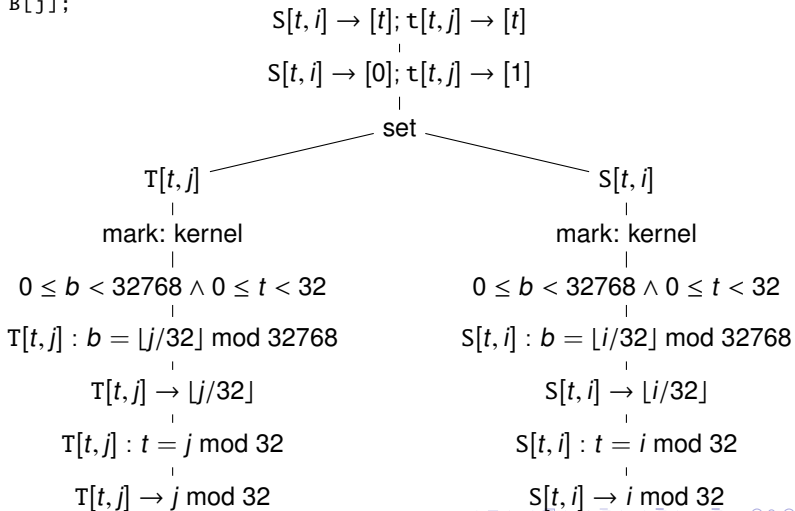 B[j];
S[t, i] → [t]; t[t, j] → [t]
S[t, i] → [0]; t[t, j] → [1]
set
T[t, j]
S[t, i]
mark: kernel
mark: kernel
0 ≤ b < 32768 ∧ 0 ≤ t < 32
0 ≤ b < 32768 ∧ 0 ≤ t < 32
T[t, j] : b = ⌊j/32⌋ mod 32768
S[t, i] : b = ⌊i/32⌋ mod 32768
T[t, j] → ⌊j/32⌋
S[t, i] → ⌊i/32⌋
T[t, j] : t = j mod 32
S[t, i] : t = i mod 32
T[t, j] → j mod 32
S[t, i] → i mod 32